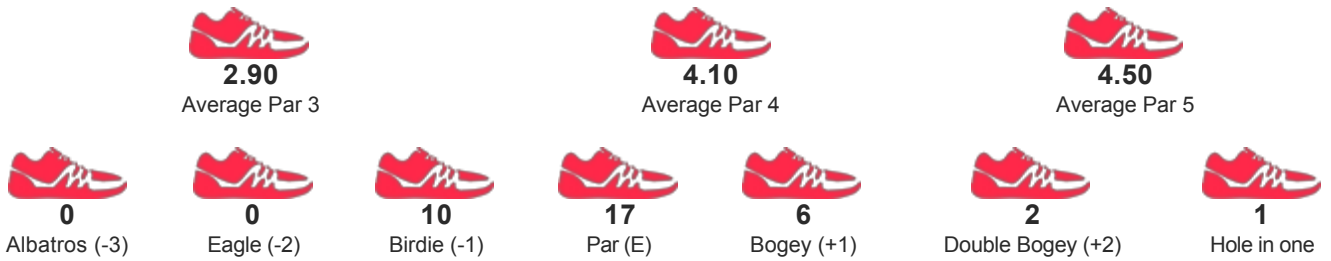 2.90 4.10 4.50
Average Par 3 Average Par 4 Average Par 5
0 0 10 17 6 2 1
Albatros (-3) Eagle (-2) Birdie (-1) Par (E) Bogey (+1) Double Bogey (+2) Hole in one